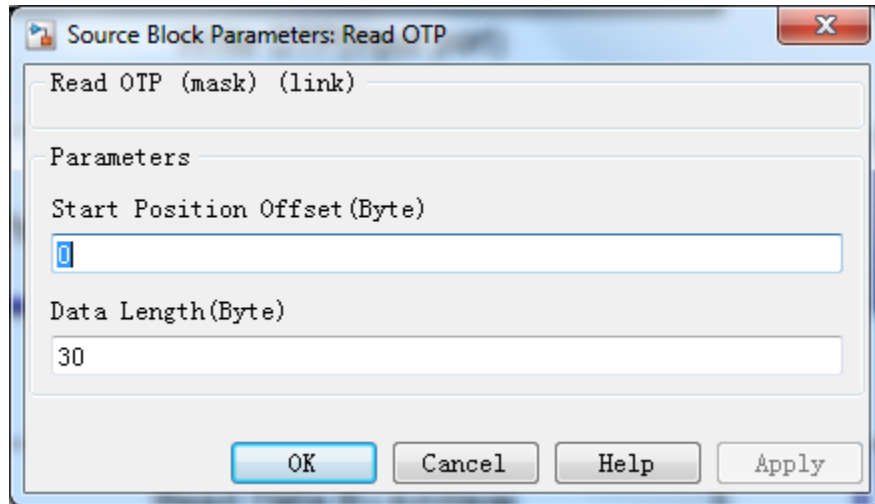 Source Block Parameters: Read OTP
Read OTP (mask) (link)
Parameters
Start Position Offset(Byte)
0
Data Length(Byte)
30
OK Cancel Help Apply